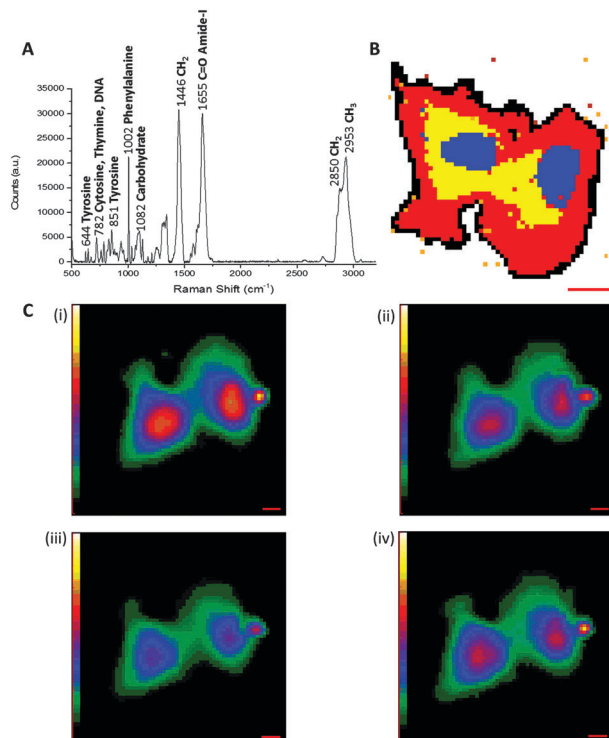 A
B
35000
30000
25000
20000
15000
10000
5000
0
Counts (a.u.)
644 Tyrosine
782 Cytosine, Thymine, DNA
851 Tyrosine
1002 Phenylalanine
1082 Carbohydrate
1446 CH₂
1655 C=O Amide-I
2850 CH₂
2953 CH₃
500 1000 1500 2000 2500 3000
Raman Shift (cm⁻¹)
C (i)
(ii)
(iii)
(iv)